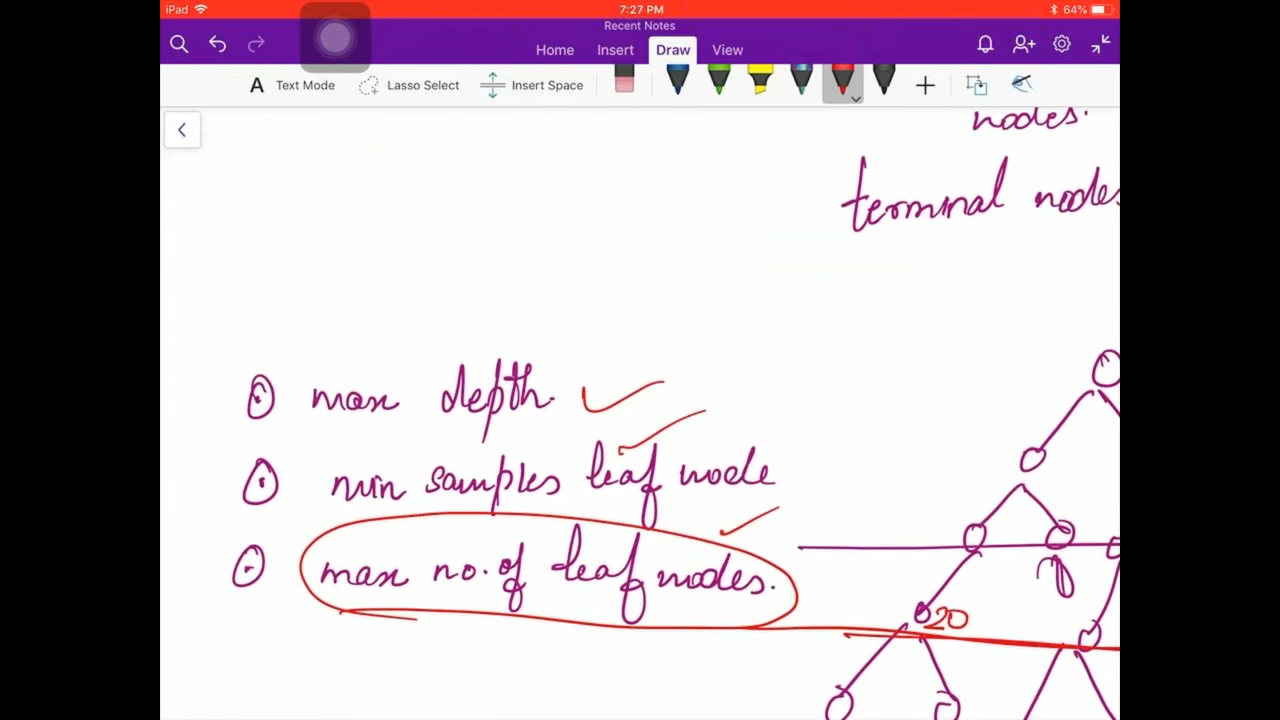 iPad 7:27 PM 64%
Recent Notes
Home Insert Draw View
A Text Mode Lasso Select Insert Space
nodes.
terminal nodes
max depth.
min samples leaf node
max no. of leaf nodes.
20